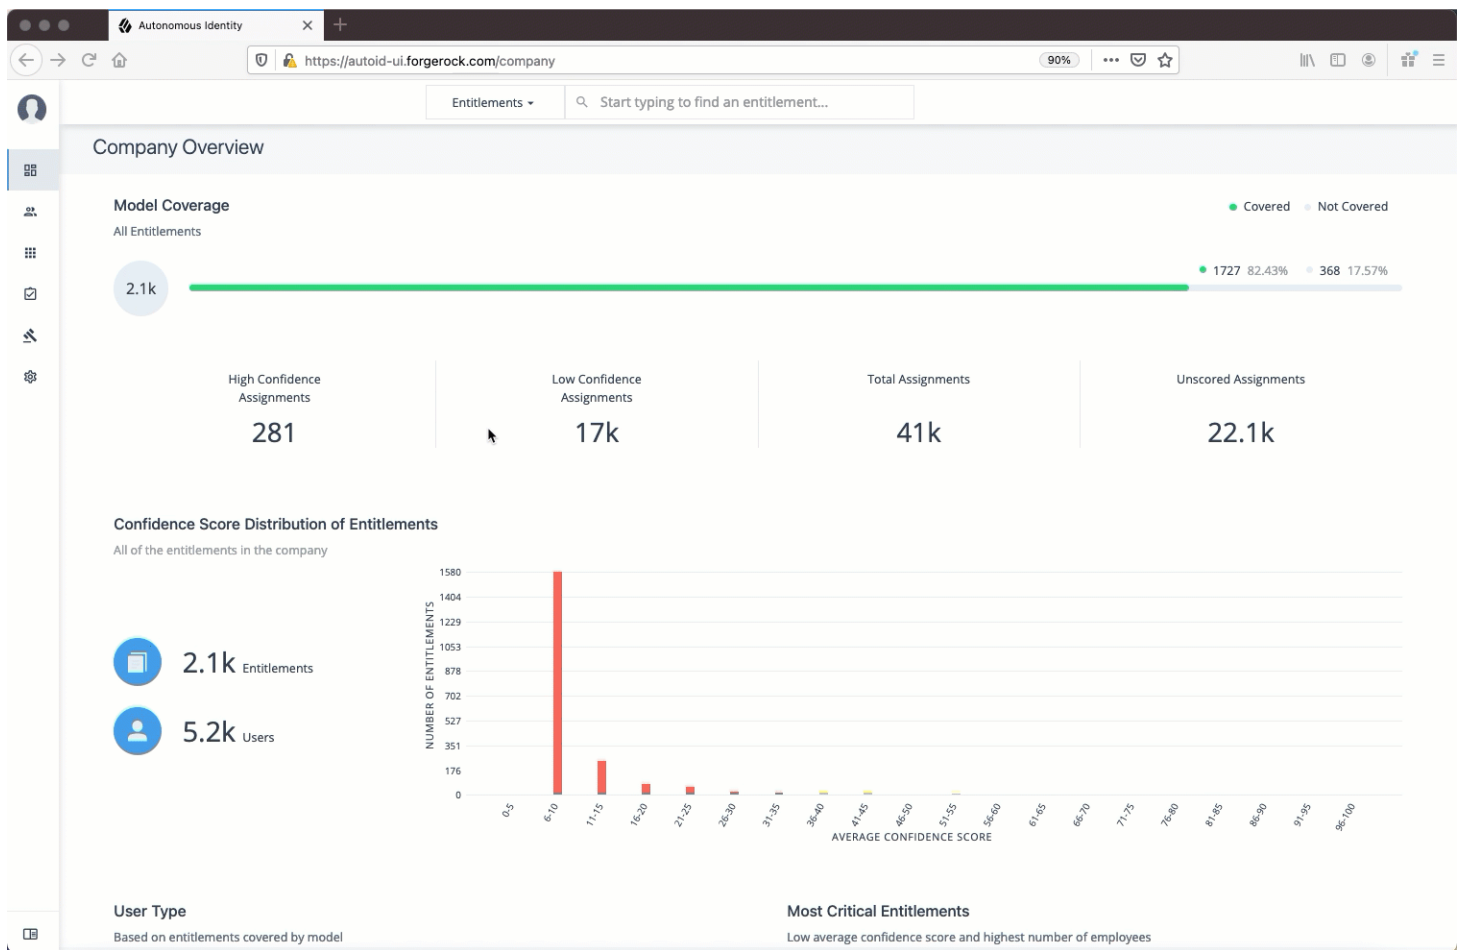 Autonomous Identity
https://autoid-ui.forgerock.com/company
90%
Entitlements
Start typing to find an entitlement...
Company Overview
Model Coverage
Covered
Not Covered
All Entitlements
1727 82.43%
368 17.57%
2.1k
High Confidence
Assignments
281
Low Confidence
Assignments
17k
Total Assignments
41k
Unscored Assignments
22.1k
Confidence Score Distribution of Entitlements
All of the entitlements in the company
2.1k Entitlements
5.2k Users
NUMBER OF ENTITLEMENTS
1580
1404
1229
1053
878
702
527
351
176
0
0-5
6-10
11-15
16-20
21-25
26-30
31-35
36-40
41-45
46-50
51-55
56-60
61-65
66-70
71-75
76-80
81-85
86-90
91-95
96-100
AVERAGE CONFIDENCE SCORE
User Type
Based on entitlements covered by model
Most Critical Entitlements
Low average confidence score and highest number of employees